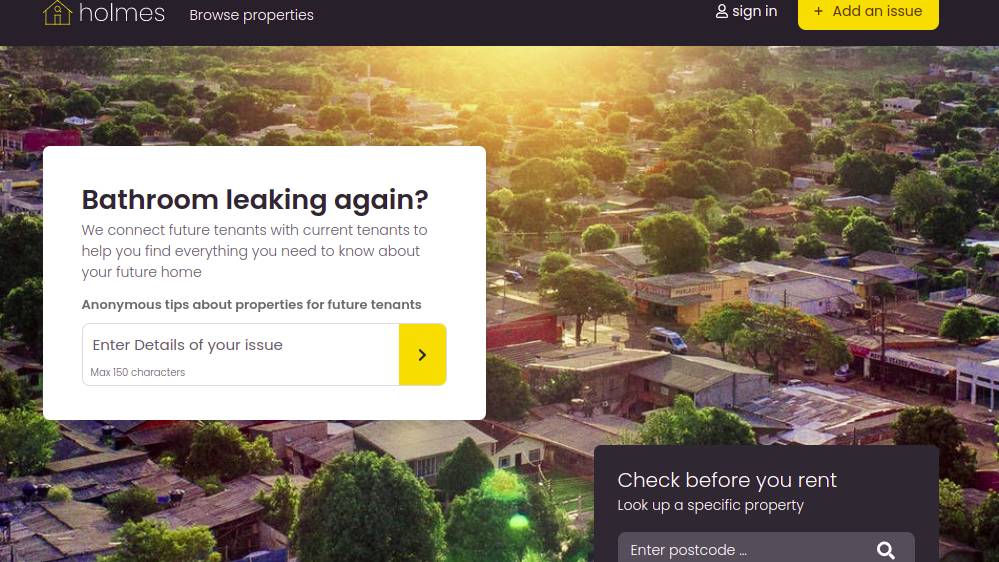 holmes
Browse properties
sign in
+ Add an issue
Bathroom leaking again?
We connect future tenants with current tenants to
help you find everything you need to know about
your future home
Anonymous tips about properties for future tenants
Enter Details of your issue
Max 150 characters
Check before you rent
Look up a specific property
Enter postcode ...